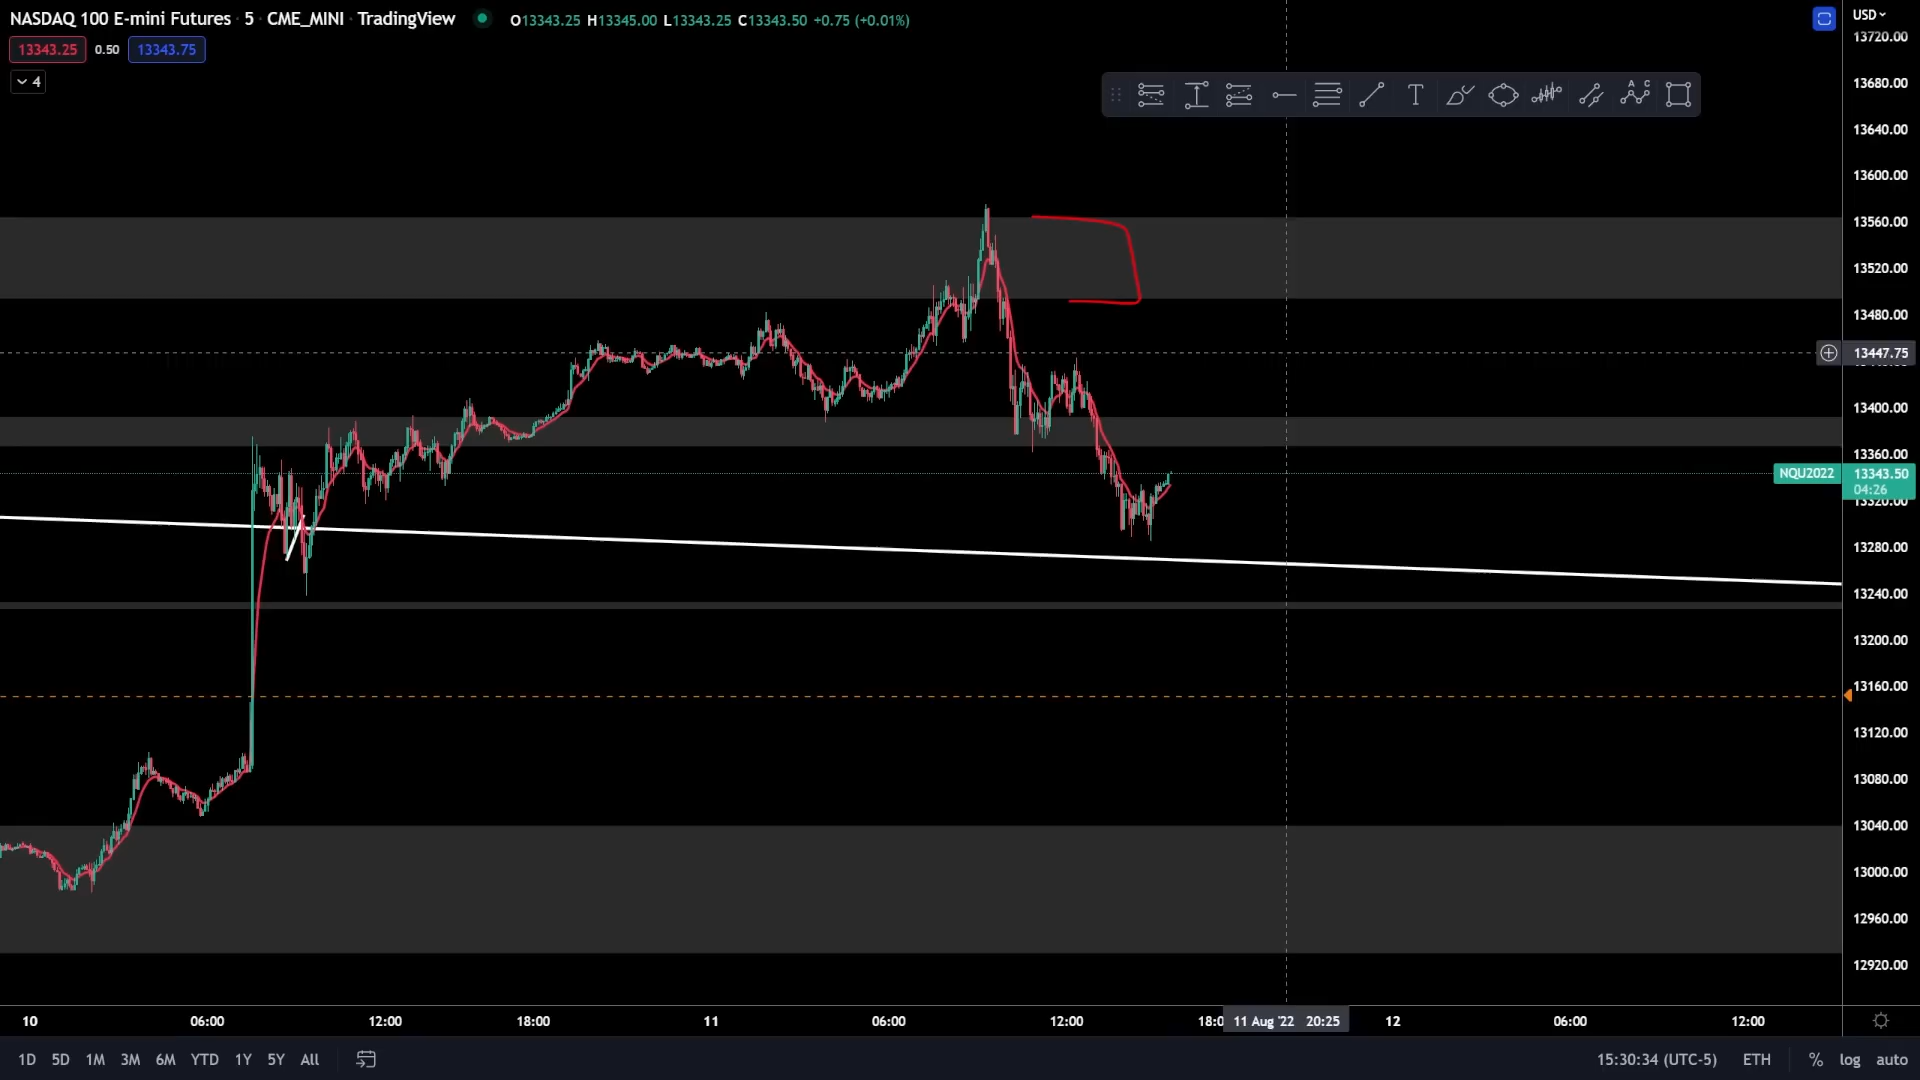 NASDAQ 100 E-mini Futures · 5 · CME_MINI · TradingView O13343.25 H13345.00 L13343.25 C13343.50 +0.75 (+0.01%)
USD
13343.25 0.50 13343.75
4
T
A C
13720.00
13680.00
13640.00
13600.00
13560.00
13520.00
13480.00
13447.75
13400.00
13360.00
NQU2022 13343.50
04:26
13320.00
13280.00
13240.00
13200.00
13160.00
13120.00
13080.00
13040.00
13000.00
12960.00
12920.00
10 06:00 12:00 18:00 11 06:00 12:00 18:0 11 Aug '22 20:25 12 06:00 12:00
1D 5D 1M 3M 6M YTD 1Y 5Y All 15:30:34 (UTC-5) ETH % log auto